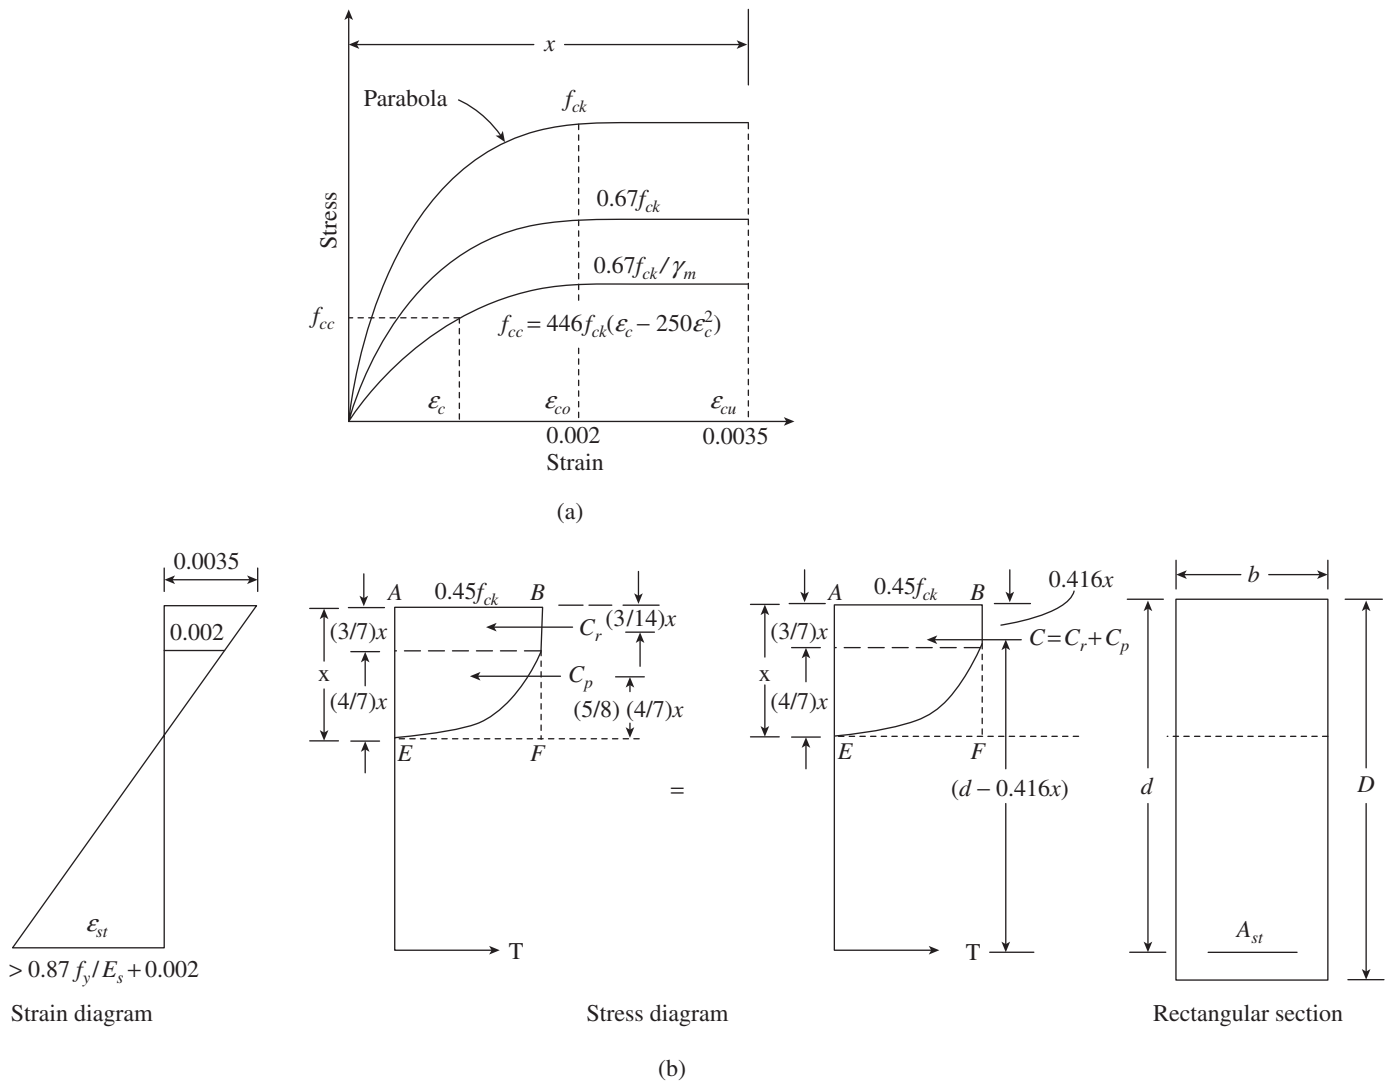 x
Parabola
f_ck
Stress
0.67f_ck
0.67f_ck/γ_m
f_cc
f_cc = 446f_ck(ε_c − 250ε_c^2)
ε_c
ε_co
ε_cu
0.002
0.0035
Strain
(a)
0.0035
0.002
ε_st
> 0.87 f_y/E_s + 0.002
Strain diagram
A
0.45f_ck
B
(3/7)x
C_r
(3/14)x
x
C_p
(4/7)x
(5/8) (4/7)x
E
F
T
=
A
0.45f_ck
B
0.416x
(3/7)x
C = C_r + C_p
x
(4/7)x
E
F
(d − 0.416x)
T
Stress diagram
b
d
D
A_st
Rectangular section
(b)